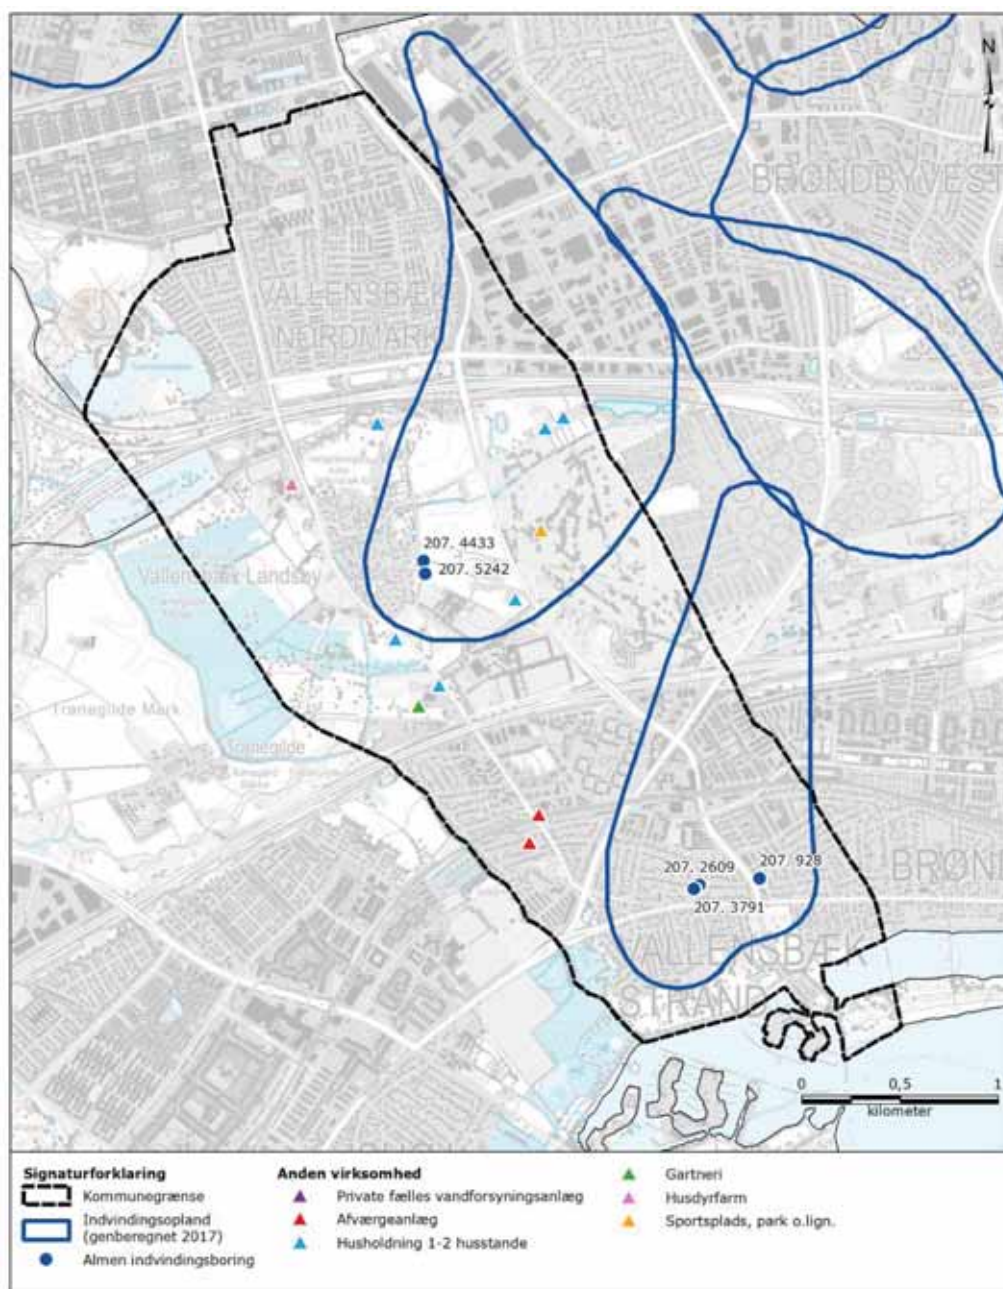 N
BRØNDBYVEST
VALLENSBÆK
NORDMARK
207. 4433
207. 5242
Vallensbæk Landsby
Tranegilde Mark
Tranegilde
207. 2609
207. 928
207. 3791
BRØN
VALLENSBÆK
STRAND
0 0,5 1
kilometer
Signaturforklaring
Kommunegrænse
Indvindingsopland
(genberegnet 2017)
Almen indvindingsboring
Anden virksomhed
Private fælles vandforsyningsanlæg
Afværgeanlæg
Husholdning 1-2 husstande
Gartneri
Husdyrfarm
Sportsplads, park o.lign.